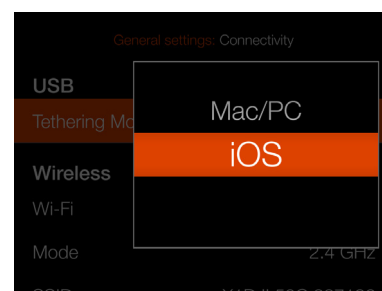 General settings: Connectivity
USB
Tethering Mo
Mac/PC
iOS
Wireless
Wi-Fi
Mode 2.4 GHz